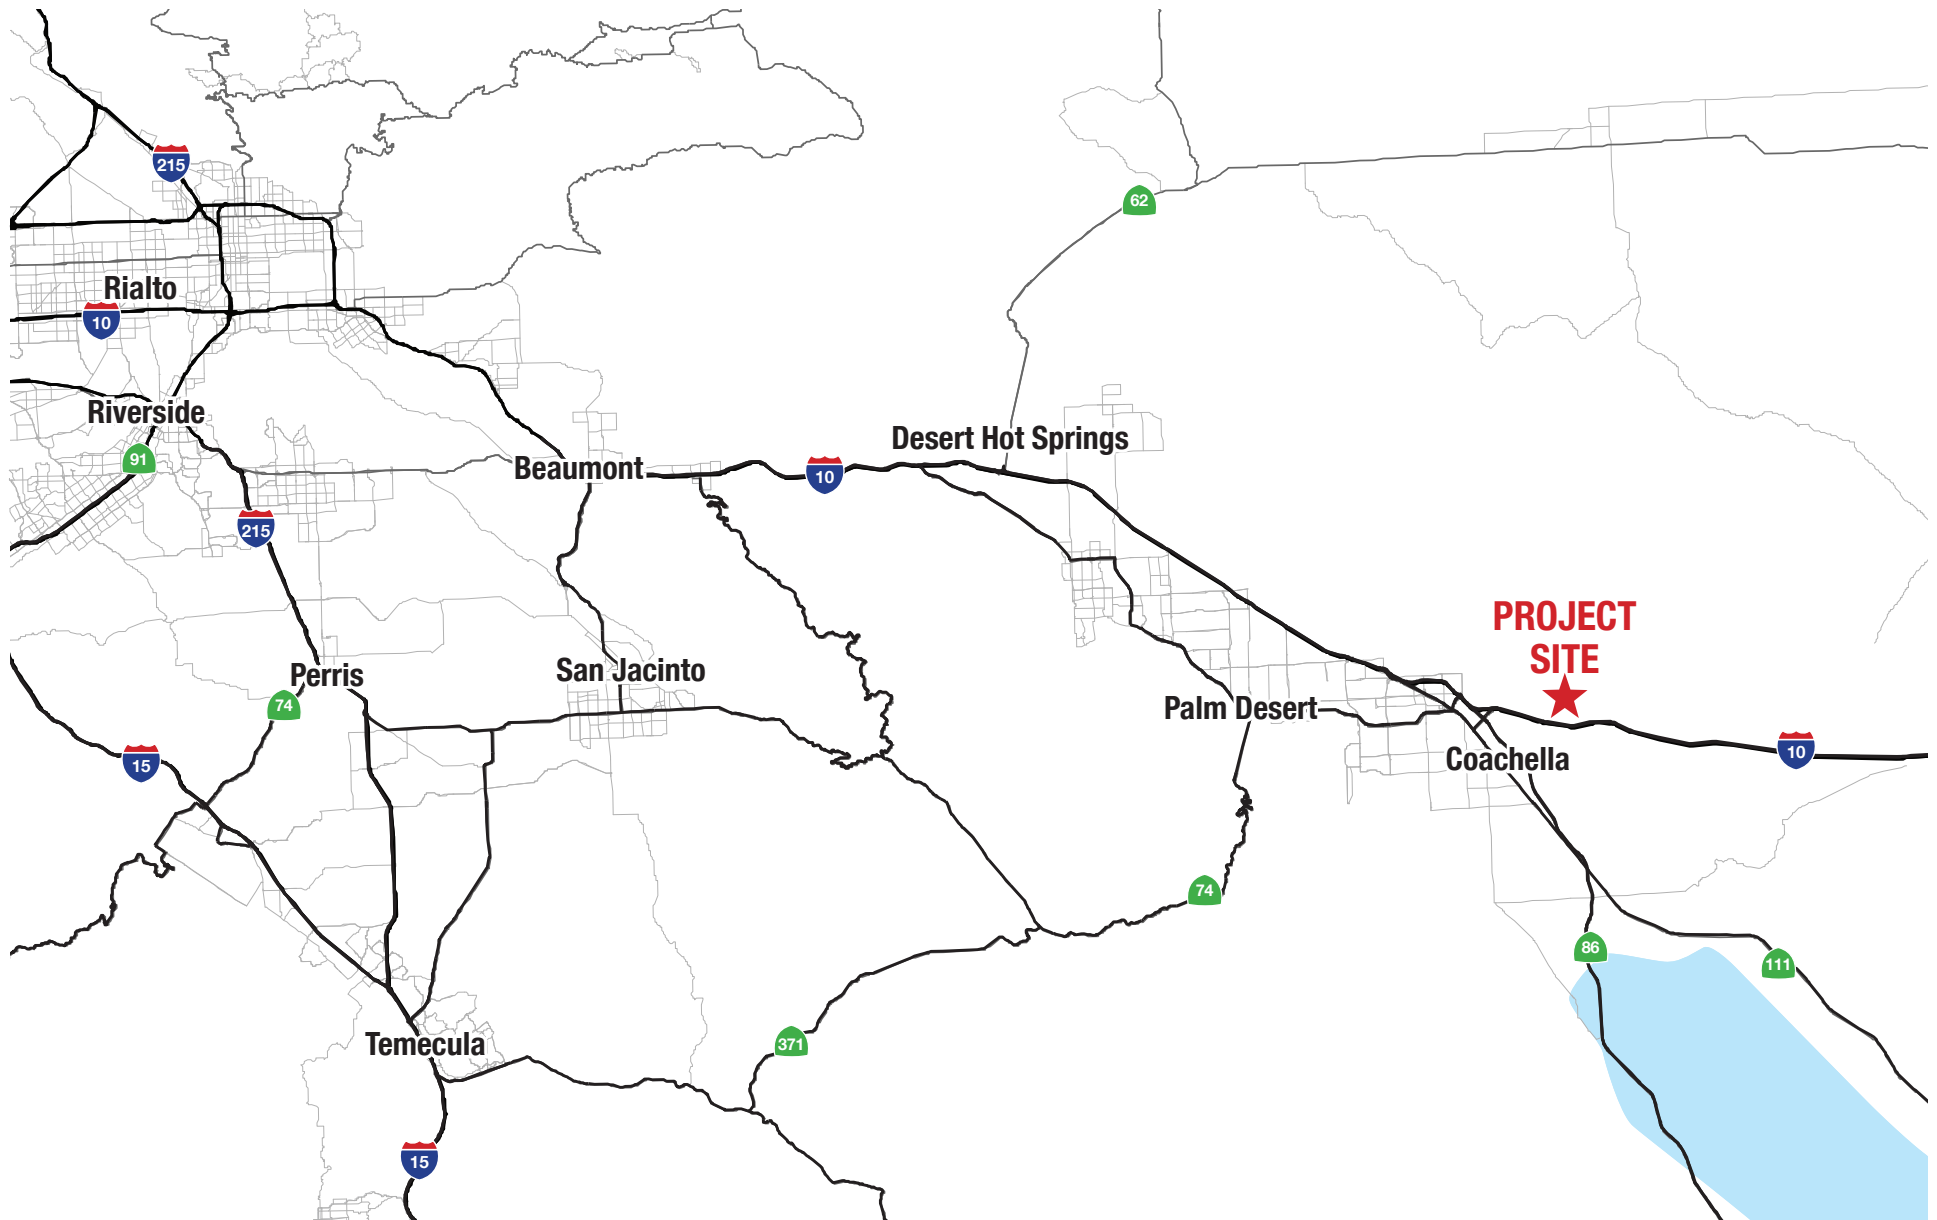 215
62
Rialto
10
Riverside
91
Desert Hot Springs
Beaumont
10
215
PROJECT
SITE
Perris
San Jacinto
74
Palm Desert
10
15
Coachella
74
86
111
Temecula
371
15